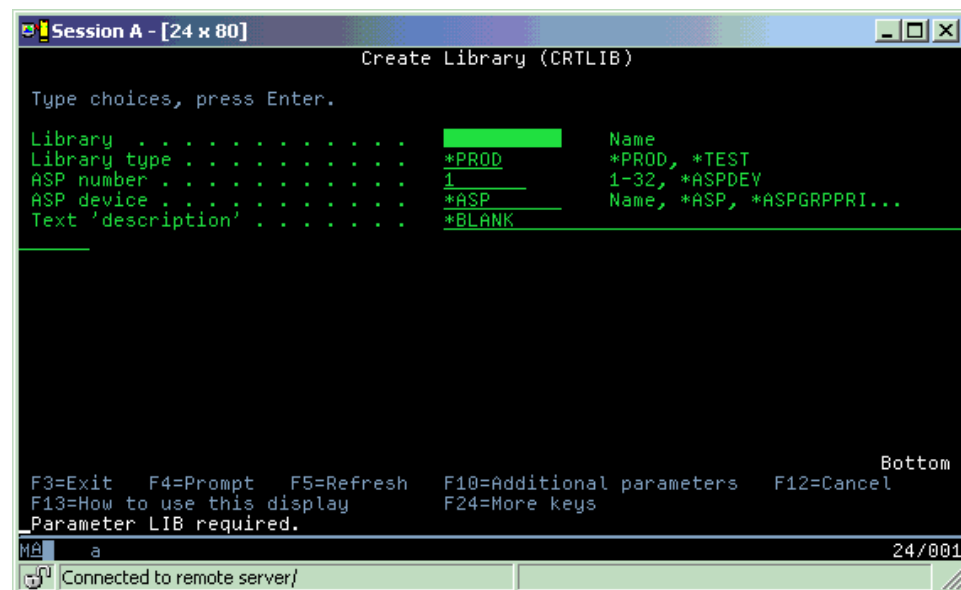 Session A - [24 x 80]
Create Library (CRTLIB)
Type choices, press Enter.
Library . . . . . . . . . . . . Name
Library type . . . . . . . . . . *PROD *PROD, *TEST
ASP number . . . . . . . . . . . 1 1-32, *ASPDEV
ASP device . . . . . . . . . . . *ASP Name, *ASP, *ASPGRPPRI...
Text 'description' . . . . . . . *BLANK
Bottom
F3=Exit F4=Prompt F5=Refresh F10=Additional parameters F12=Cancel
F13=How to use this display F24=More keys
Parameter LIB required.
MA a 24/001
Connected to remote server/